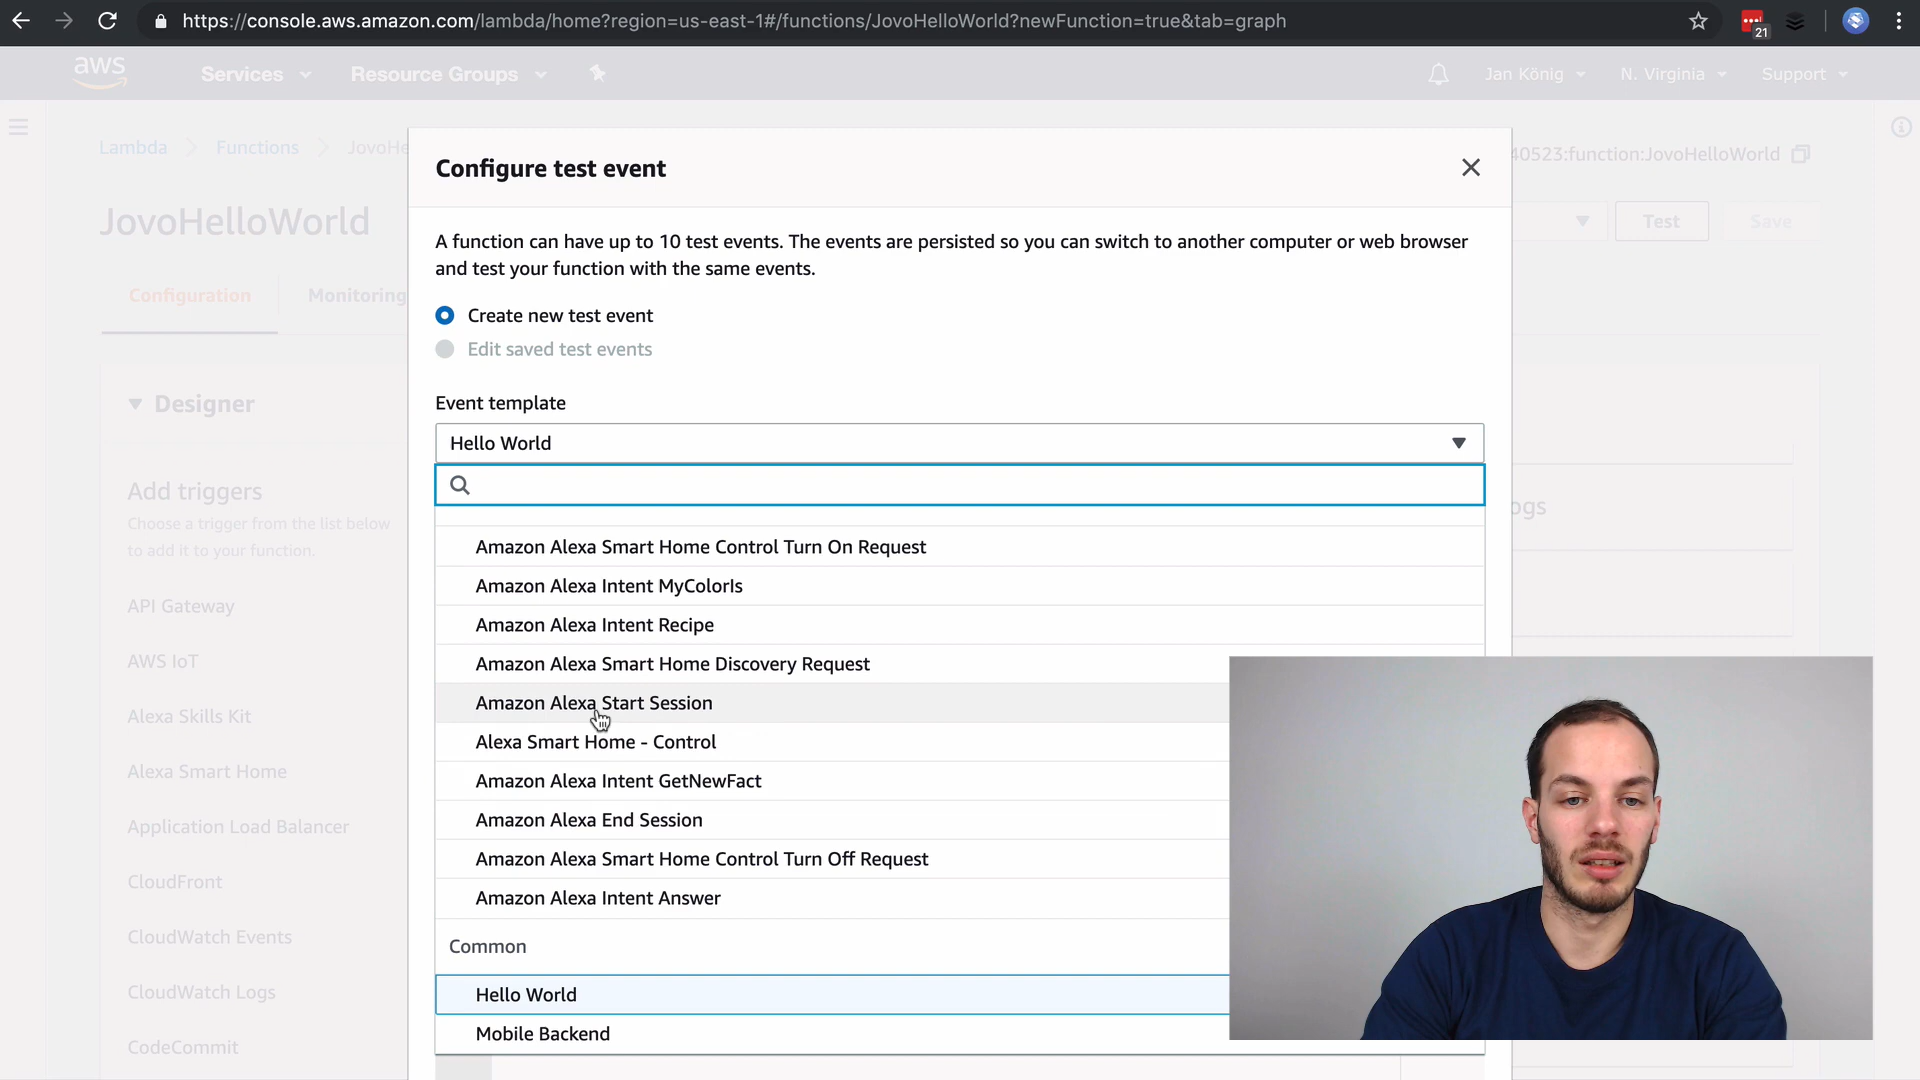 https://console.aws.amazon.com/lambda/home?region=us-east-1#/functions/JovoHelloWorld?newFunction=true&tab=graph
21
aws
Services
Resource Groups
Jan König
N. Virginia
Support
Lambda
Functions
JovoHe
40523:function:JovoHelloWorld
JovoHelloWorld
Test
Save
Configuration
Monitoring
Designer
Add triggers
Choose a trigger from the list below
to add it to your function.
API Gateway
AWS IoT
Alexa Skills Kit
Alexa Smart Home
Application Load Balancer
CloudFront
CloudWatch Events
CloudWatch Logs
CodeCommit
Configure test event
A function can have up to 10 test events. The events are persisted so you can switch to another computer or web browser
and test your function with the same events.
Create new test event
Edit saved test events
Event template
Hello World
Amazon Alexa Smart Home Control Turn On Request
Amazon Alexa Intent MyColorIs
Amazon Alexa Intent Recipe
Amazon Alexa Smart Home Discovery Request
Amazon Alexa Start Session
Alexa Smart Home - Control
Amazon Alexa Intent GetNewFact
Amazon Alexa End Session
Amazon Alexa Smart Home Control Turn Off Request
Amazon Alexa Intent Answer
Common
Hello World
Mobile Backend
ogs